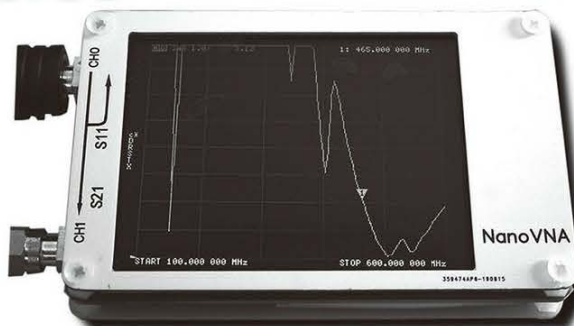 CH0
S11
S21
CH1
1: 465.000 000 MHz
START 100.000 000 MHz
STOP 600.000 000 MHz
NanoVNA